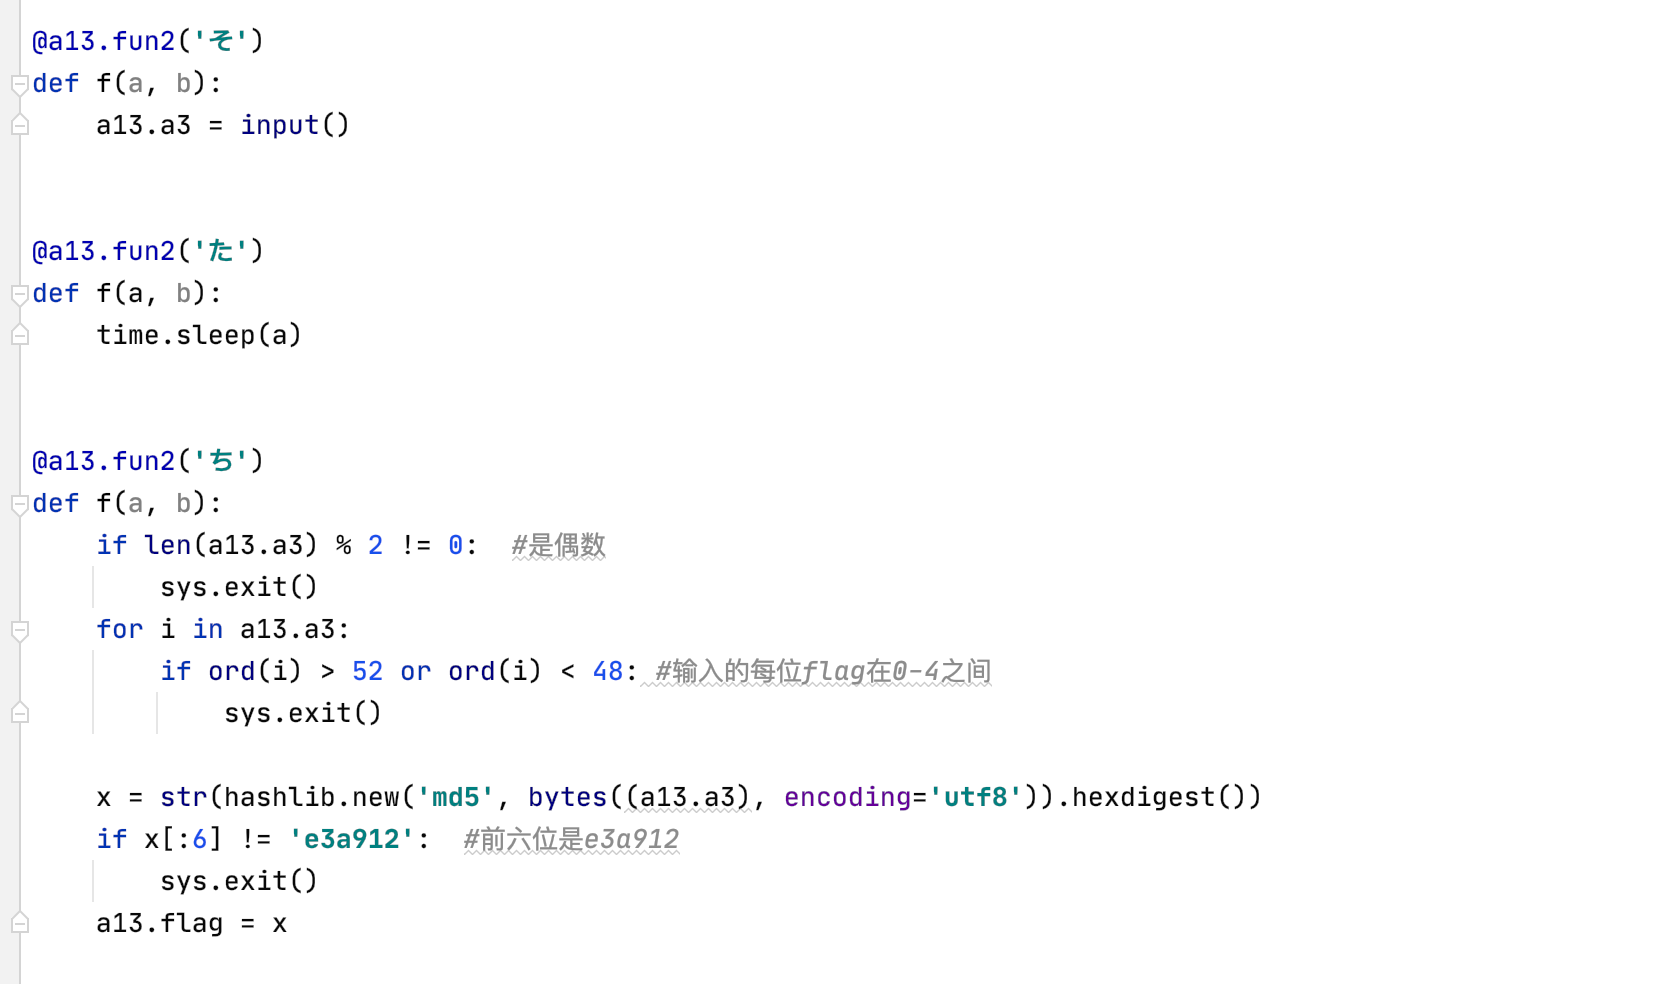 @a13.fun2('そ')
def f(a, b):
    a13.a3 = input()
@a13.fun2('た')
def f(a, b):
    time.sleep(a)
@a13.fun2('ち')
def f(a, b):
    if len(a13.a3) % 2 != 0:  #是偶数
        sys.exit()
    for i in a13.a3:
        if ord(i) > 52 or ord(i) < 48: #输入的每位flag在0-4之间
            sys.exit()
    x = str(hashlib.new('md5', bytes((a13.a3), encoding='utf8')).hexdigest())
    if x[:6] != 'e3a912':  #前六位是e3a912
        sys.exit()
    a13.flag = x